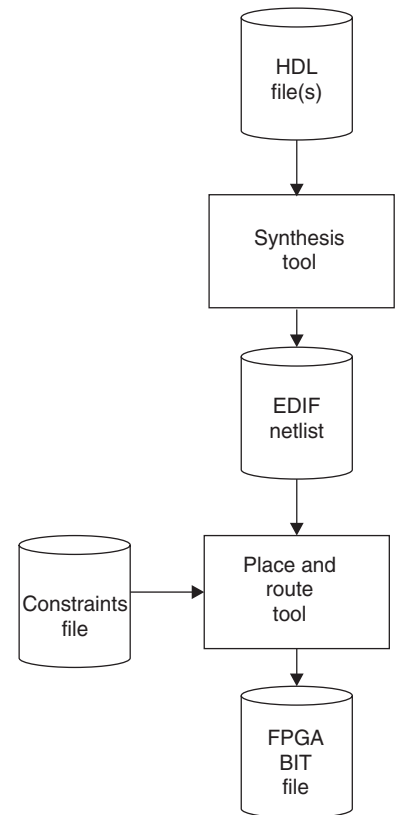 HDL
file(s)
Synthesis
tool
EDIF
netlist
Place and
route
tool
Constraints
file
FPGA
BIT
file